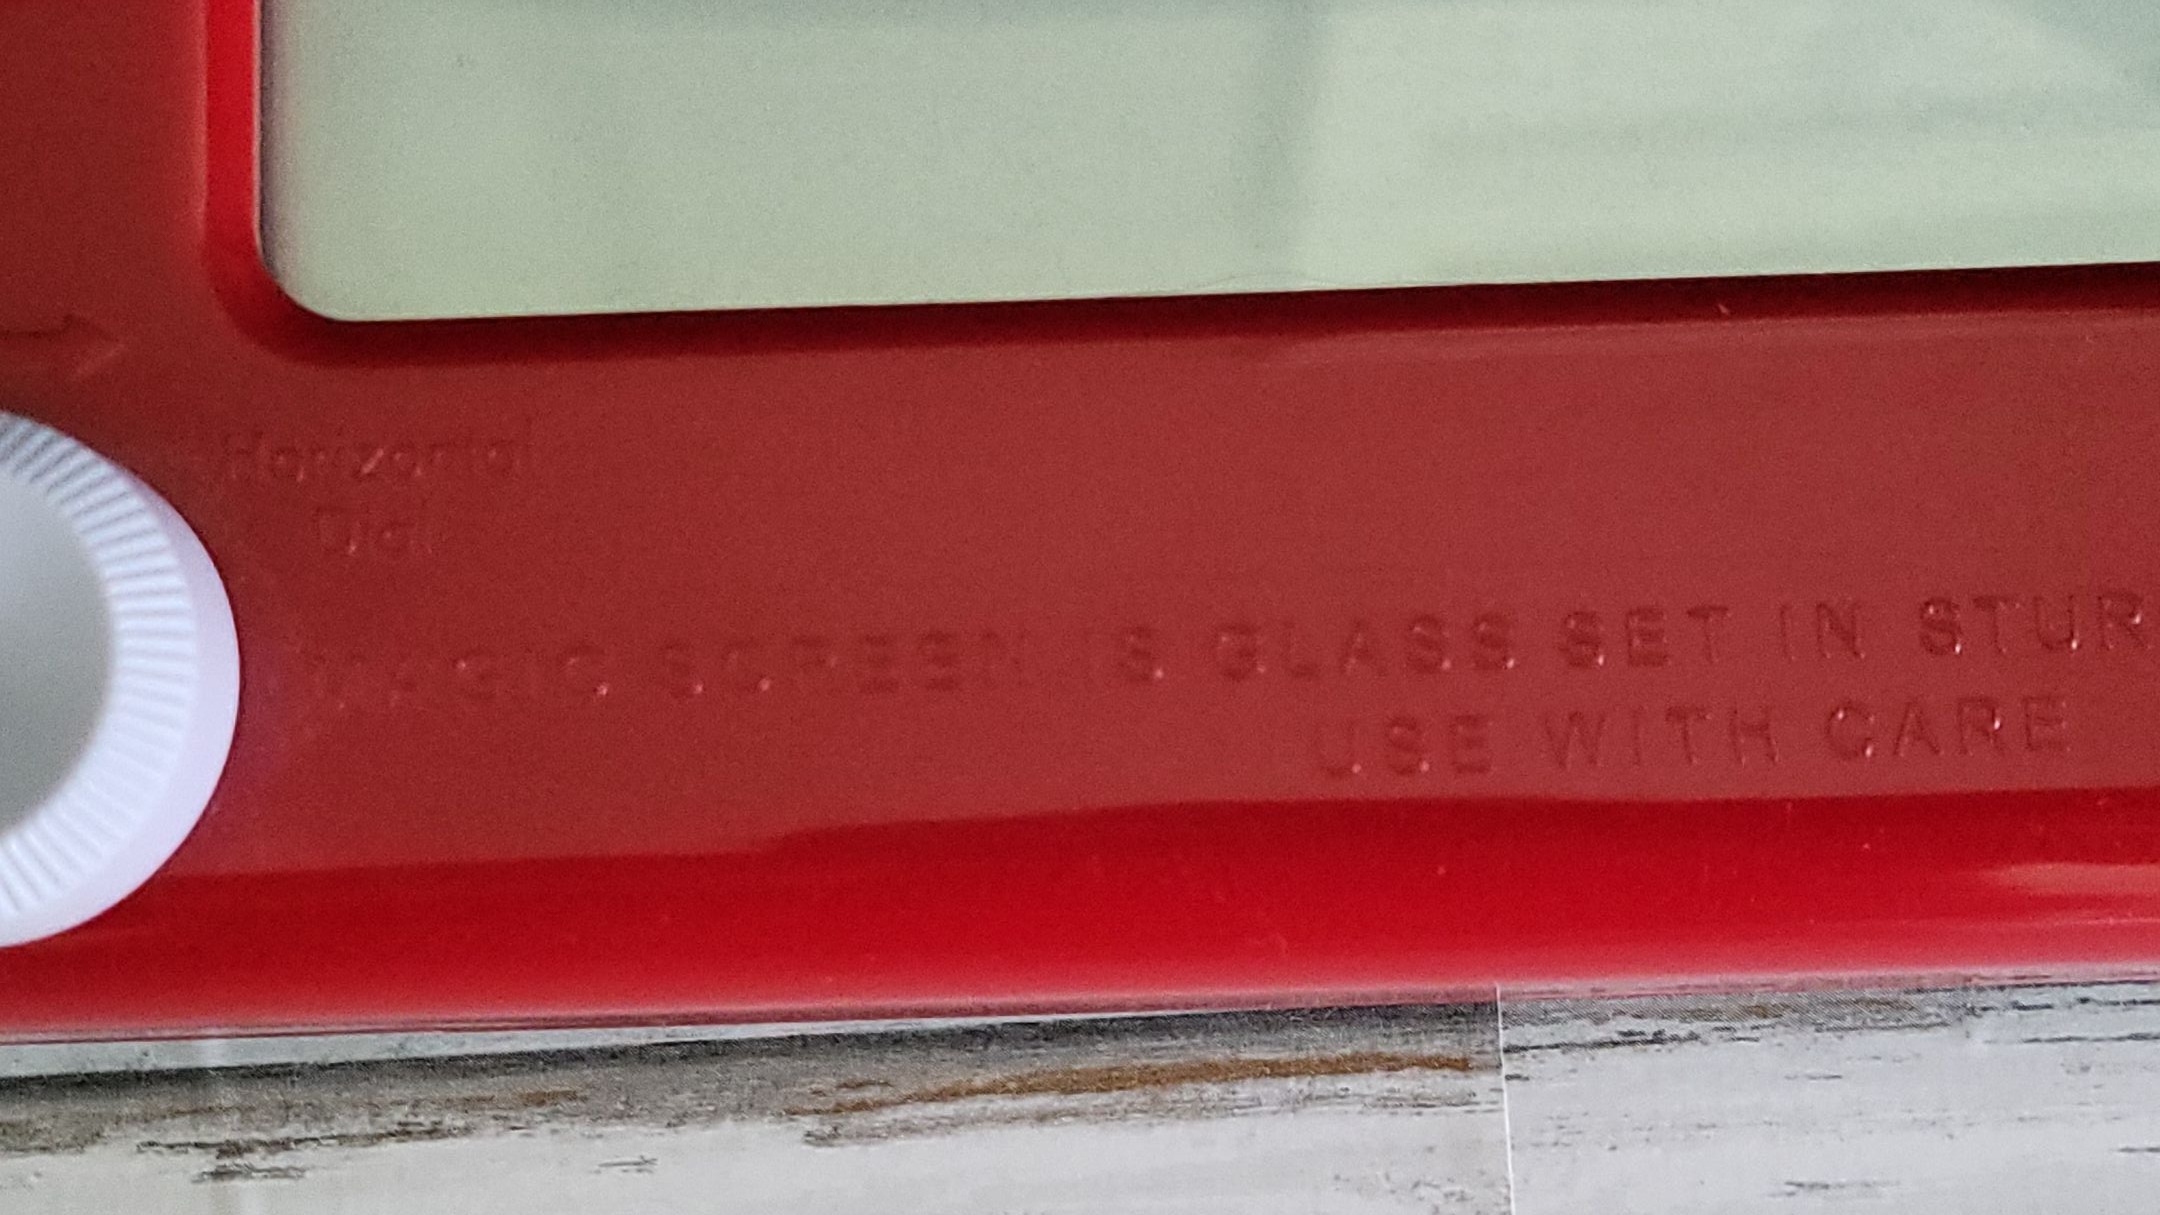 Horizontal
Dial
MAGIC SCREEN IS GLASS SET IN STUR
USE WITH CARE